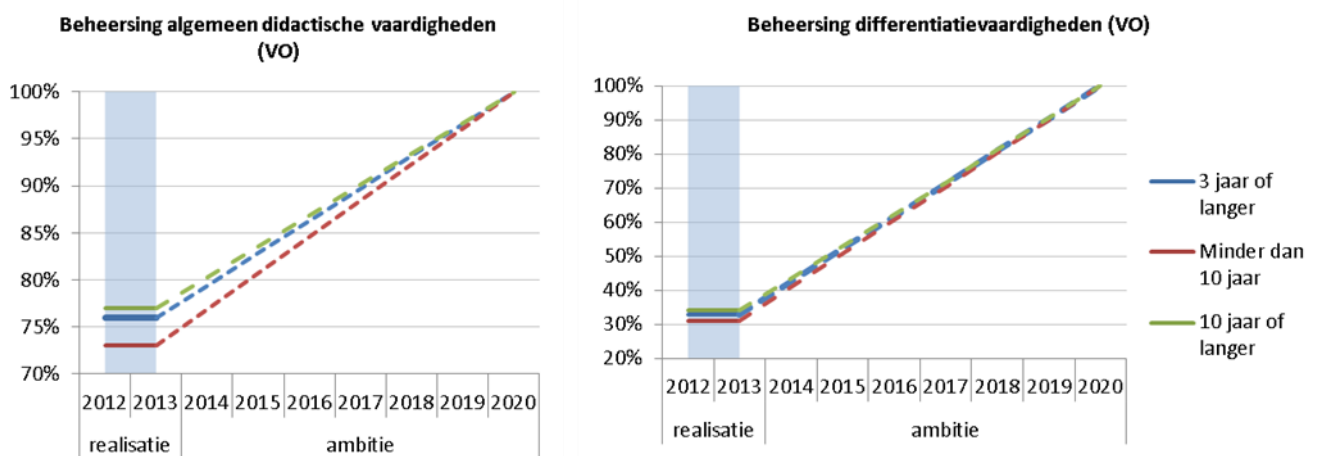 Beheersing algemeen didactische vaardigheden
(VO)
100%
95%
90%
85%
80%
75%
70%
2012 2013 2014 2015 2016 2017 2018 2019 2020
realisatie ambitie
Beheersing differentiatievaardigheden (VO)
100%
90%
80%
70%
60%
50%
40%
30%
20%
2012 2013 2014 2015 2016 2017 2018 2019 2020
realisatie ambitie
3 jaar of
langer
Minder dan
10 jaar
10 jaar of
langer